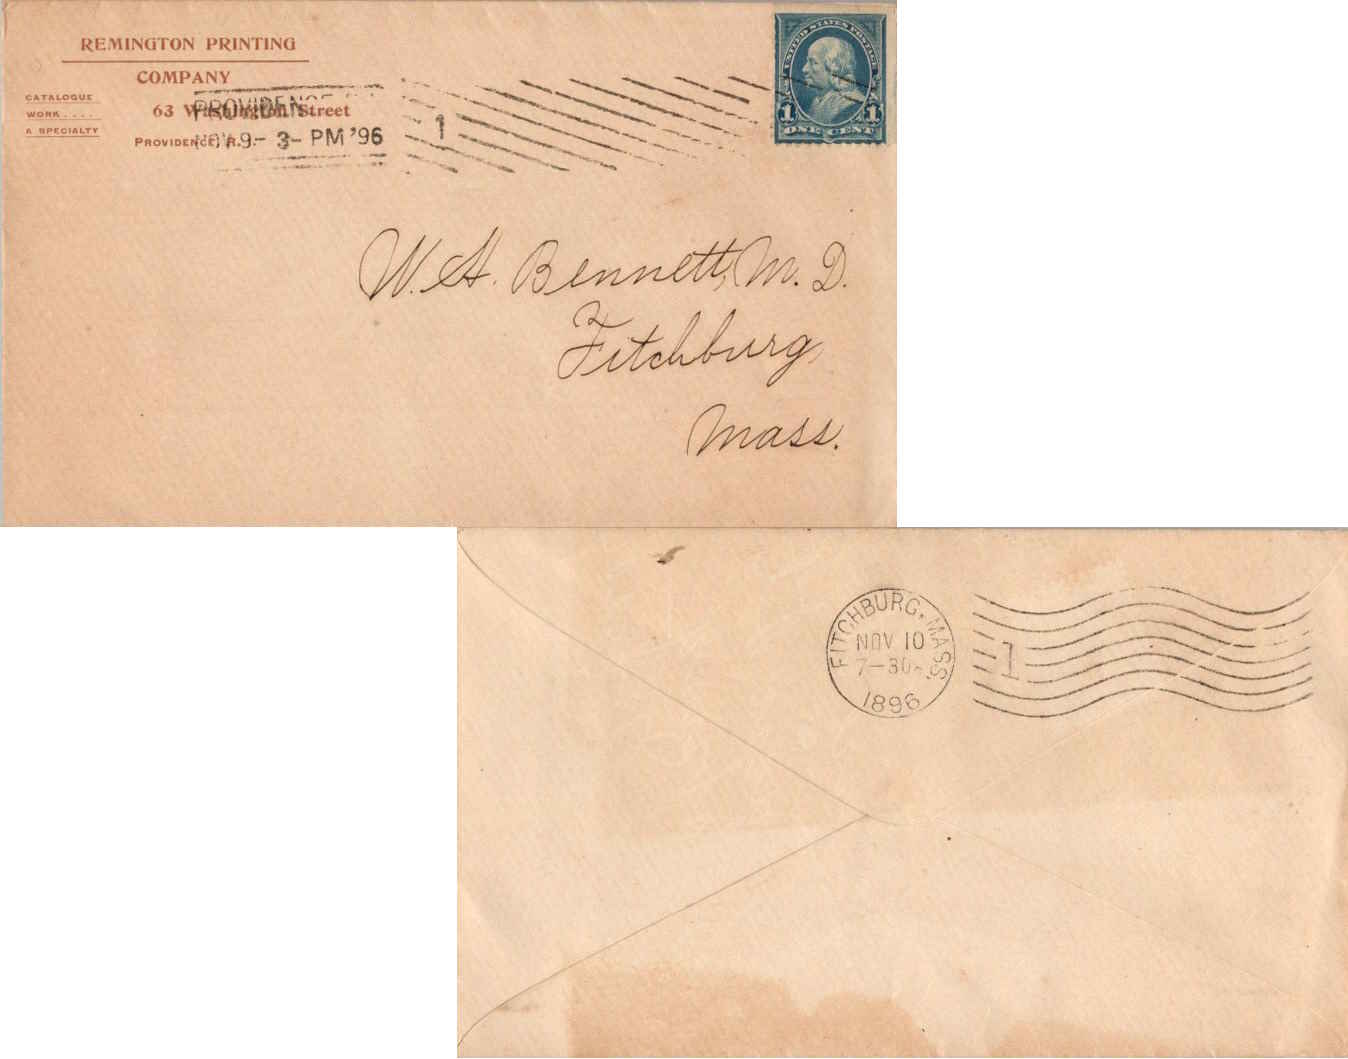 REMINGTON PRINTING
COMPANY
CATALOGUE
WORK....
A SPECIALTY
63 Washington Street
PROVIDENCE, R.I.
PROVIDENCE
NOV 9- 3- PM '96
1
UNITED STATES POSTAGE
1 1
ONE CENT
W. H. Bennett, M. D.
Fitchburg,
Mass.
FITCHBURG, MASS.
NOV 10
7-30
1896
1